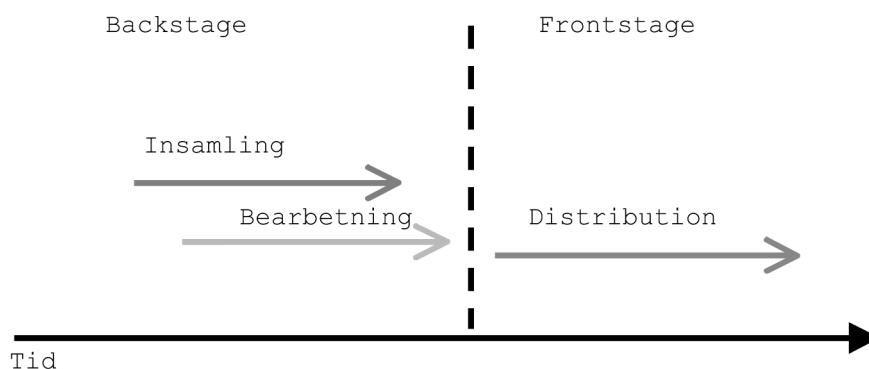 Backstage
Frontstage
Insamling
Bearbetning
Distribution
Tid